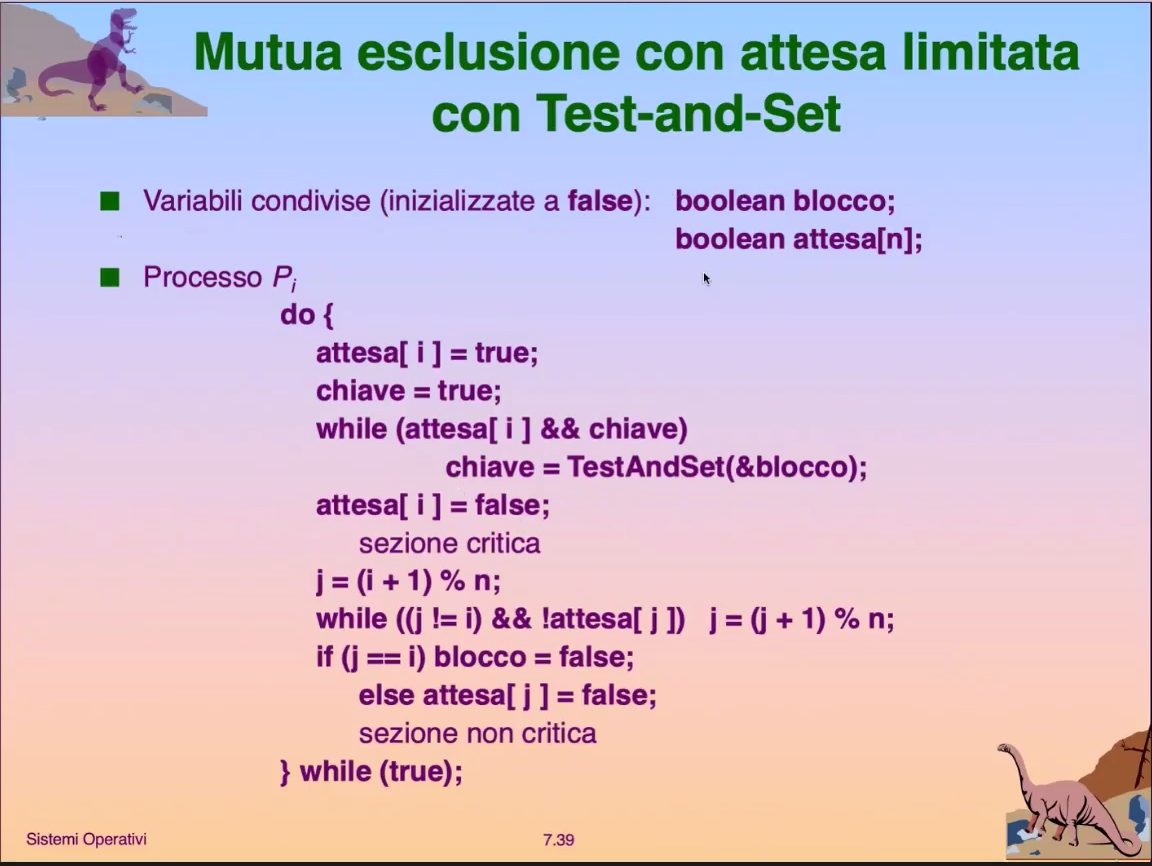 Mutua esclusione con attesa limitata
con Test-and-Set
Variabili condivise (inizializzate a false): boolean blocco;
boolean attesa[n];
Processo Pi
do {
attesa[ i ] = true;
chiave = true;
while (attesa[ i ] && chiave)
chiave = TestAndSet(&blocco);
attesa[ i ] = false;
sezione critica
j = (i + 1) % n;
while ((j != i) && !attesa[ j ]) j = (j + 1) % n;
if (j == i) blocco = false;
else attesa[ j ] = false;
sezione non critica
} while (true);
Sistemi Operativi 7.39